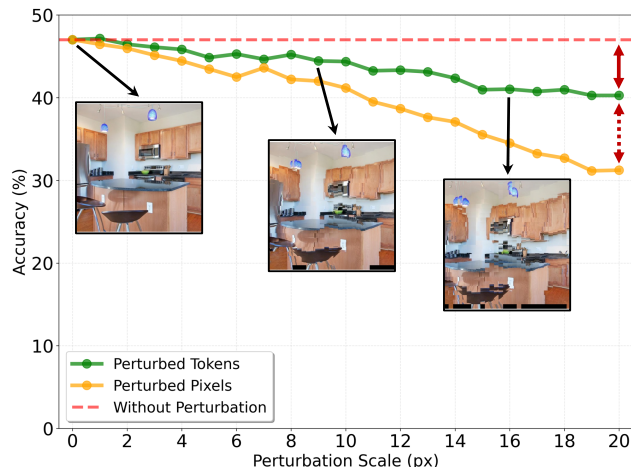 50
40
30
20
10
0
Accuracy (%)
Perturbed Tokens
Perturbed Pixels
Without Perturbation
0 2 4 6 8 10 12 14 16 18 20
Perturbation Scale (px)